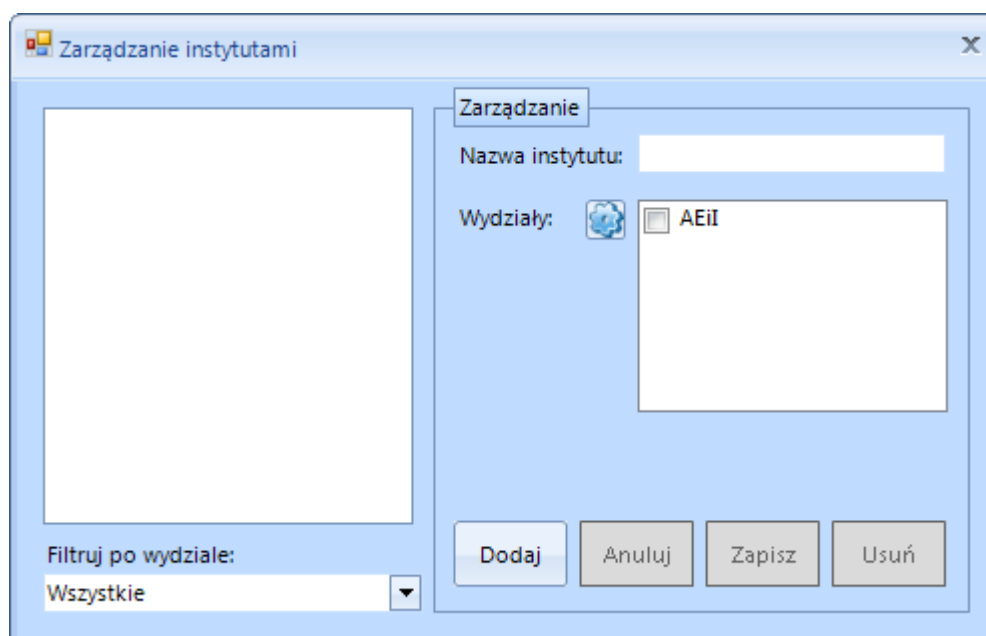 Zarządzanie instytutami
Zarządzanie
Nazwa instytutu:
Wydziały:
AEiI
Dodaj
Anuluj
Zapisz
Usuń
Filtruj po wydziale:
Wszystkie